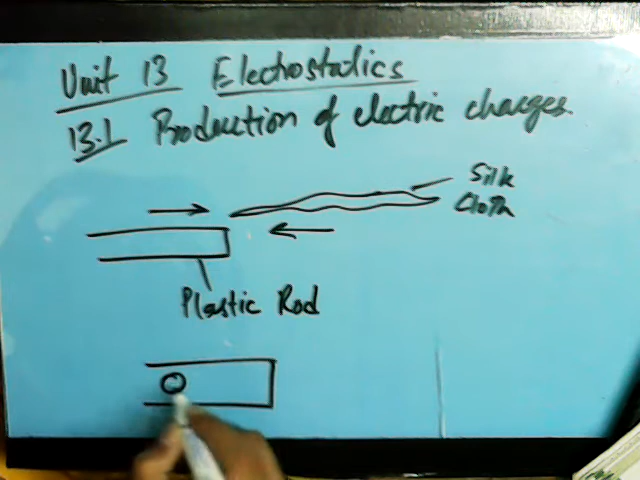 Unit 13 Electrostatics
13.1 Production of electric charges.
Silk
Cloth
Plastic Rod